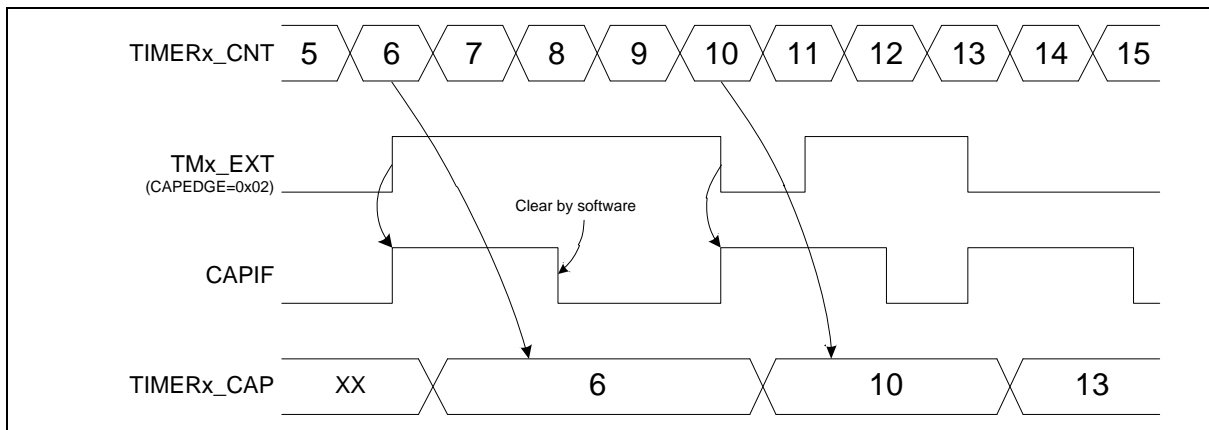 TIMERx_CNT 5 6 7 8 9 10 11 12 13 14 15
TMx_EXT
(CAPEDGE=0x02)
Clear by software
CAPIF
TIMERx_CAP XX 6 10 13